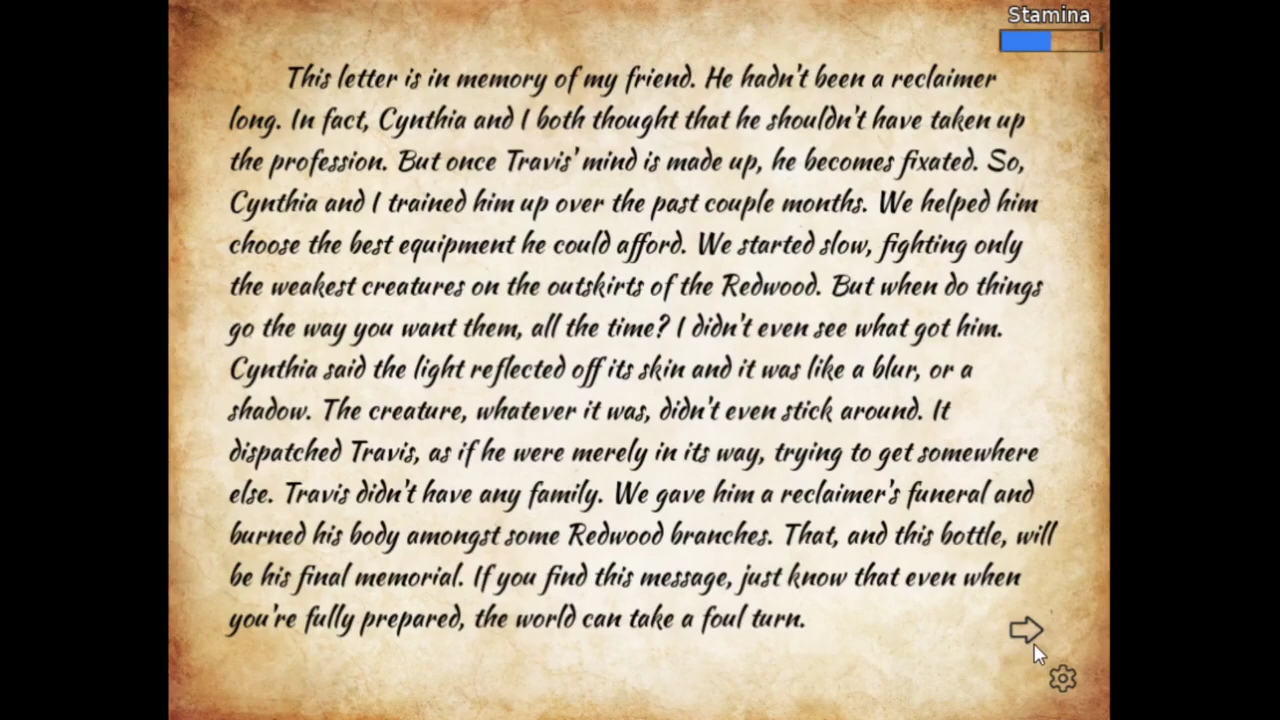 Stamina
This letter is in memory of my friend. He hadn't been a reclaimer
long. In fact, Cynthia and I both thought that he shouldn't have taken up
the profession. But once Travis' mind is made up, he becomes fixated. So,
Cynthia and I trained him up over the past couple months. We helped him
choose the best equipment he could afford. We started slow, fighting only
the weakest creatures on the outskirts of the Redwood. But when do things
go the way you want them, all the time? I didn't even see what got him.
Cynthia said the light reflected off its skin and it was like a blur, or a
shadow. The creature, whatever it was, didn't even stick around. It
dispatched Travis, as if he were merely in its way, trying to get somewhere
else. Travis didn't have any family. We gave him a reclaimer's funeral and
burned his body amongst some Redwood branches. That, and this bottle, will
be his final memorial. If you find this message, just know that even when
you're fully prepared, the world can take a foul turn.